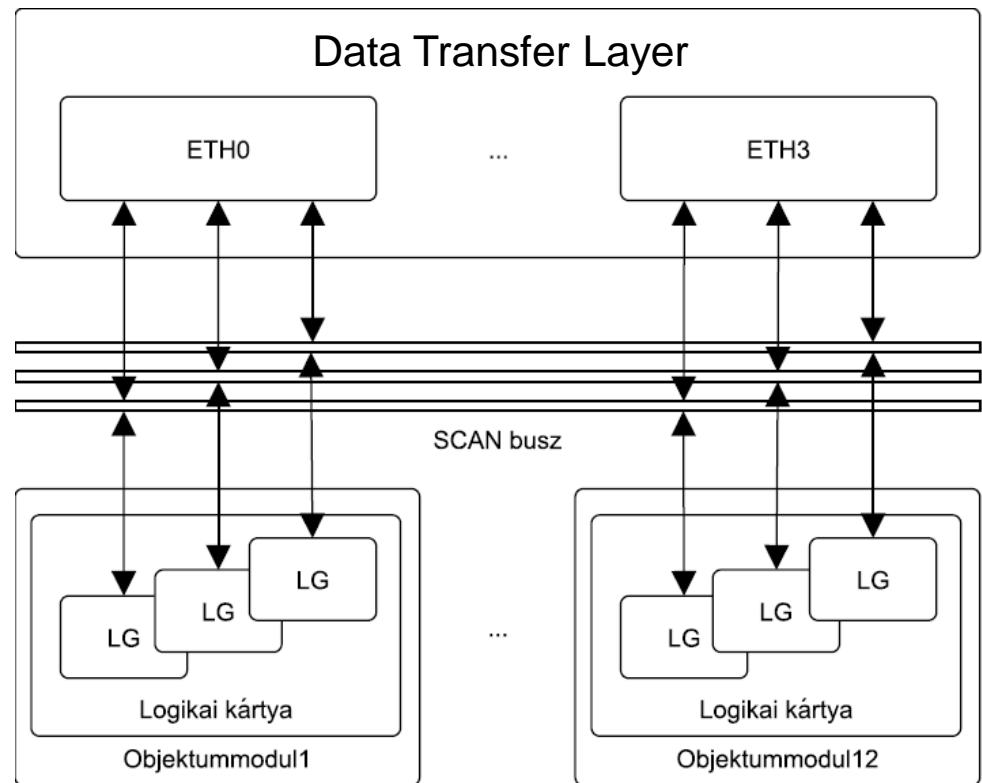 Data Transfer Layer
ETH0
...
ETH3
SCAN busz
LG
LG
LG
Logikai kártya
Objektummodul1
...
LG
LG
LG
Logikai kártya
Objektummodul12